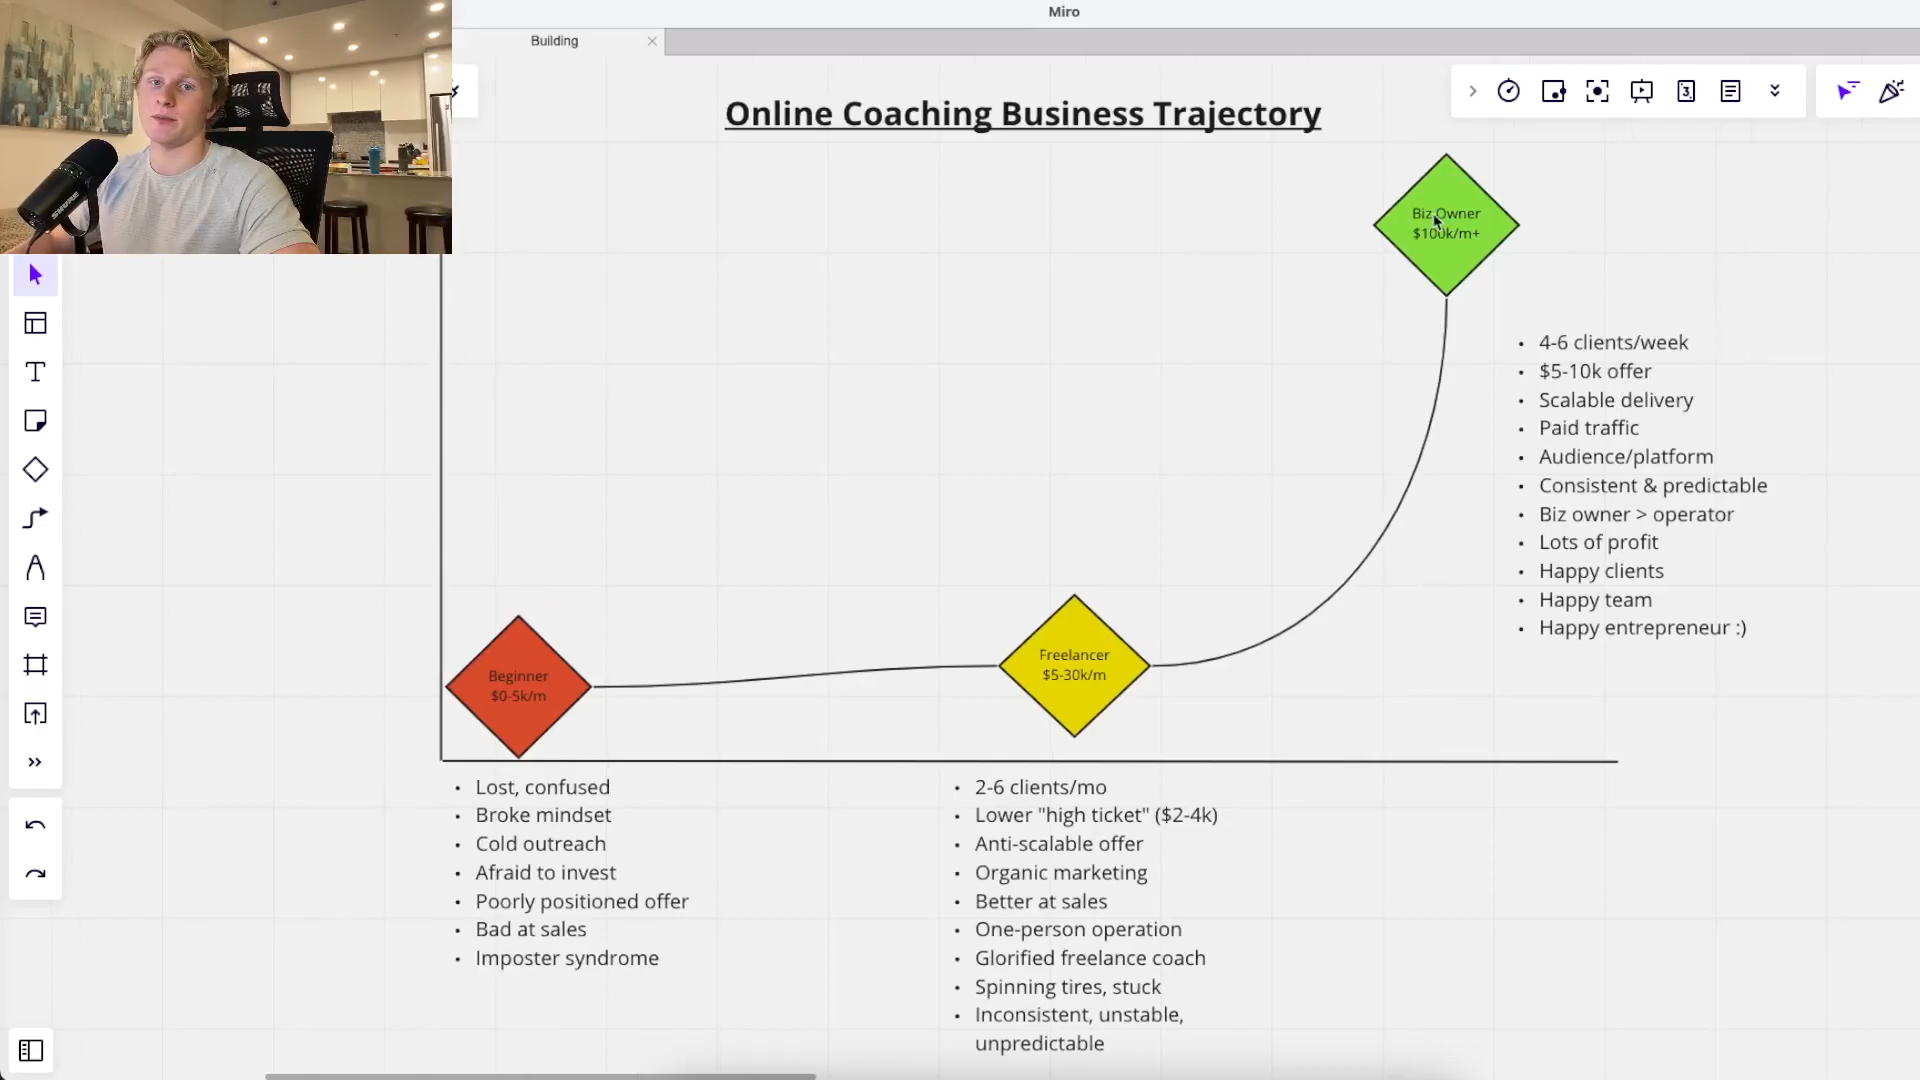 Miro
Building
Online Coaching Business Trajectory
SHURE
Biz Owner
$100k/m+
• 4-6 clients/week
• $5-10k offer
• Scalable delivery
• Paid traffic
• Audience/platform
• Consistent & predictable
• Biz owner > operator
• Lots of profit
• Happy clients
• Happy team
• Happy entrepreneur :)
Freelancer
$5-30k/m
Beginner
$0-5k/m
• Lost, confused
• Broke mindset
• Cold outreach
• Afraid to invest
• Poorly positioned offer
• Bad at sales
• Imposter syndrome
• 2-6 clients/mo
• Lower "high ticket" ($2-4k)
• Anti-scalable offer
• Organic marketing
• Better at sales
• One-person operation
• Glorified freelance coach
• Spinning tires, stuck
• Inconsistent, unstable,
unpredictable